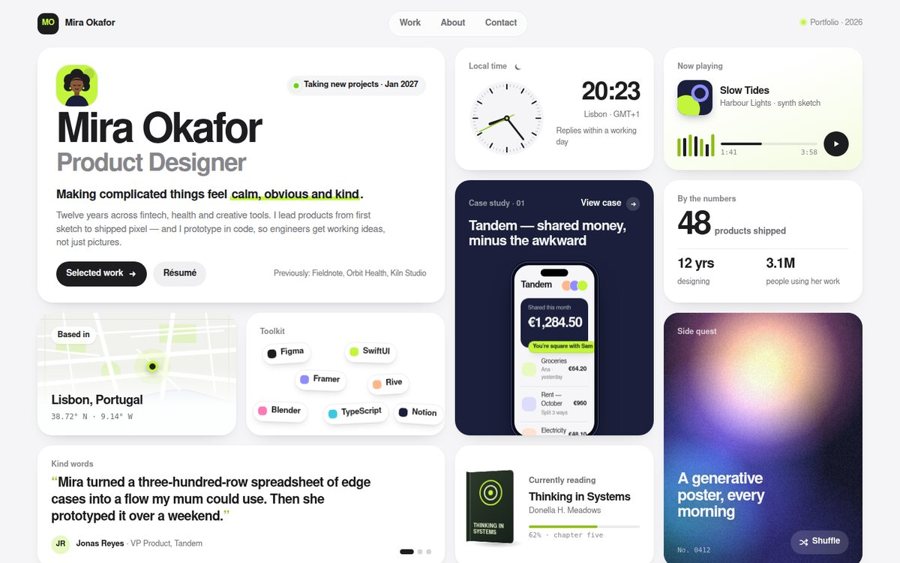 MO
Mira Okafor
Work
About
Contact
Portfolio · 2026
Taking new projects · Jan 2027
Mira Okafor
Product Designer
Making complicated things feel calm, obvious and kind.
Twelve years across fintech, health and creative tools. I lead products from first
sketch to shipped pixel — and I prototype in code, so engineers get working ideas,
not just pictures.
Selected work →
Résumé
Previously: Fieldnote, Orbit Health, Kiln Studio
Local time
20:23
Lisbon · GMT+1
Replies within a working
day
Now playing
Slow Tides
Harbour Lights · synth sketch
1:41
3:58
Case study · 01
View case →
Tandem — shared money,
minus the awkward
Tandem
Shared this month
€1,284.50
You're square with Sam
Groceries
Ana ·
yesterday
€64.20
Rent —
October
Split 3 ways
€960
Electricity
€48.10
By the numbers
48 products shipped
12 yrs
designing
3.1M
people using her work
Based in
Lisbon, Portugal
38.72° N · 9.14° W
Toolkit
Figma
SwiftUI
Framer
Rive
Blender
TypeScript
Notion
Side quest
A generative
poster, every
morning
No. 0412
Shuffle
Kind words
“Mira turned a three-hundred-row spreadsheet of edge
cases into a flow my mum could use. Then she
prototyped it over a weekend.”
JR
Jonas Reyes · VP Product, Tandem
THINKING IN
SYSTEMS
Currently reading
Thinking in Systems
Donella H. Meadows
62% · chapter five